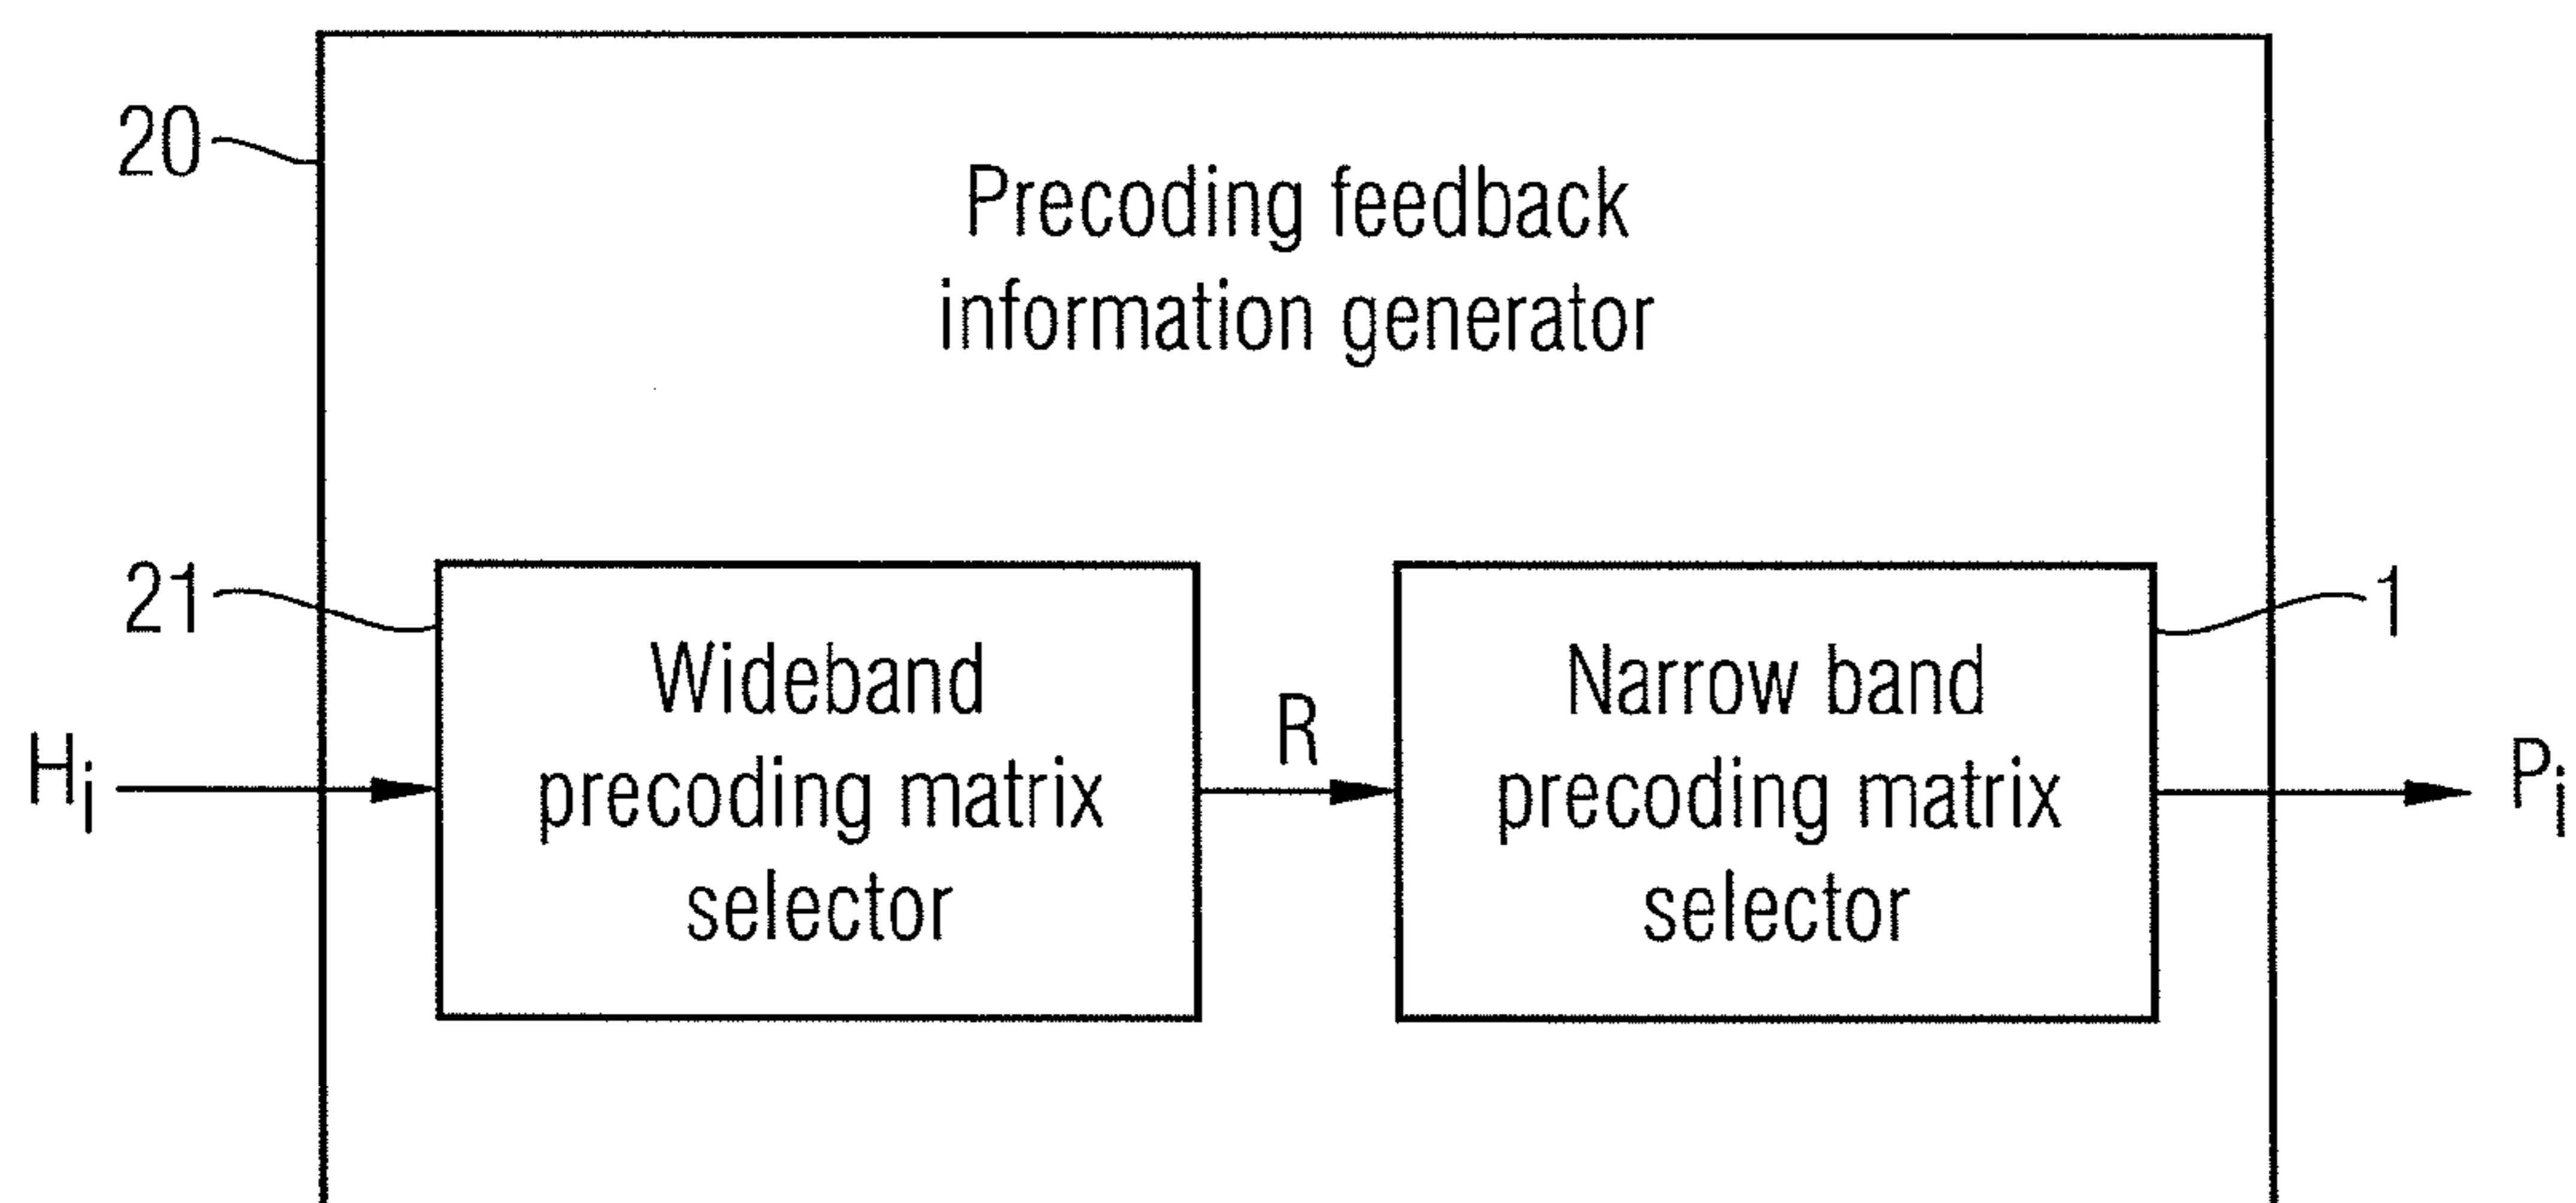 20
Precoding feedback
information generator
21
1
Wideband
precoding matrix
selector
Narrow band
precoding matrix
selector
Hi
R
Pi